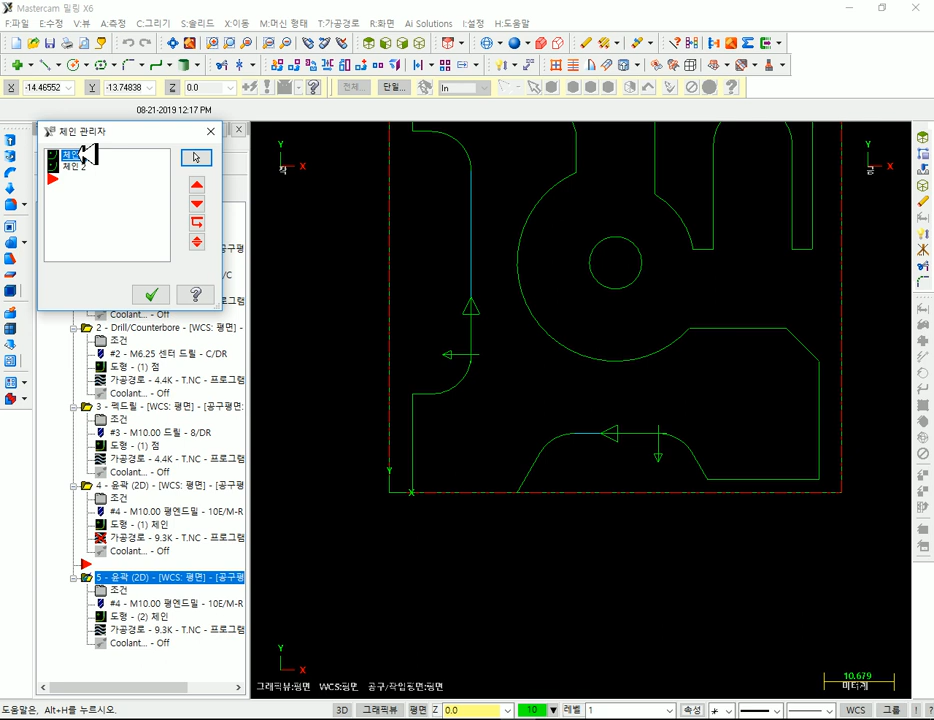 Mastercam 밀링 X6
F:파일 E:수정 V:뷰 A:측정 C:그리기 S:솔리드 X:이동 M:머신 형태 T:가공경로 R:화면 Ai Solutions I:설정 H:도움말
X -14.46552 Y -13.74838 Z 0.0 전체... 단일... In
08-21-2019 12:17 PM
체인 관리자
체인
체인 2
Coolant... - Off
2 - Drill/Counterbore - [WCS: 평면] -
조건
#2 - M6.25 센터 드릴 - C/DR
도형 - (1) 점
가공경로 - 4.4K - T.NC - 프로그램
Coolant... - Off
3 - 펙드릴 - [WCS: 평면] - [공구평면:
조건
#3 - M10.00 드릴 - 8/DR
도형 - (1) 점
가공경로 - 4.4K - T.NC - 프로그램
Coolant... - Off
4 - 윤곽 (2D) - [WCS: 평면] - [공구평
조건
#4 - M10.00 평엔드밀 - 10E/M-R
도형 - (1) 체인
가공경로 - 9.3K - T.NC - 프로그램
Coolant... - Off
5 - 윤곽 (2D) - [WCS: 평면] - [공구평
조건
#4 - M10.00 평엔드밀 - 10E/M-R
도형 - (2) 체인
가공경로 - 9.3K - T.NC - 프로그램
Coolant... - Off
Y
X
Y
X
Y
X
Y
X
그래픽뷰:평면 WCS:평면 공구/작업평면:평면
10.679
미터계
도움말은, Alt+H를 누르시오.
3D 그래픽뷰 평면 Z 0.0 10 레벨 1 속성 WCS 그룹 ! ?